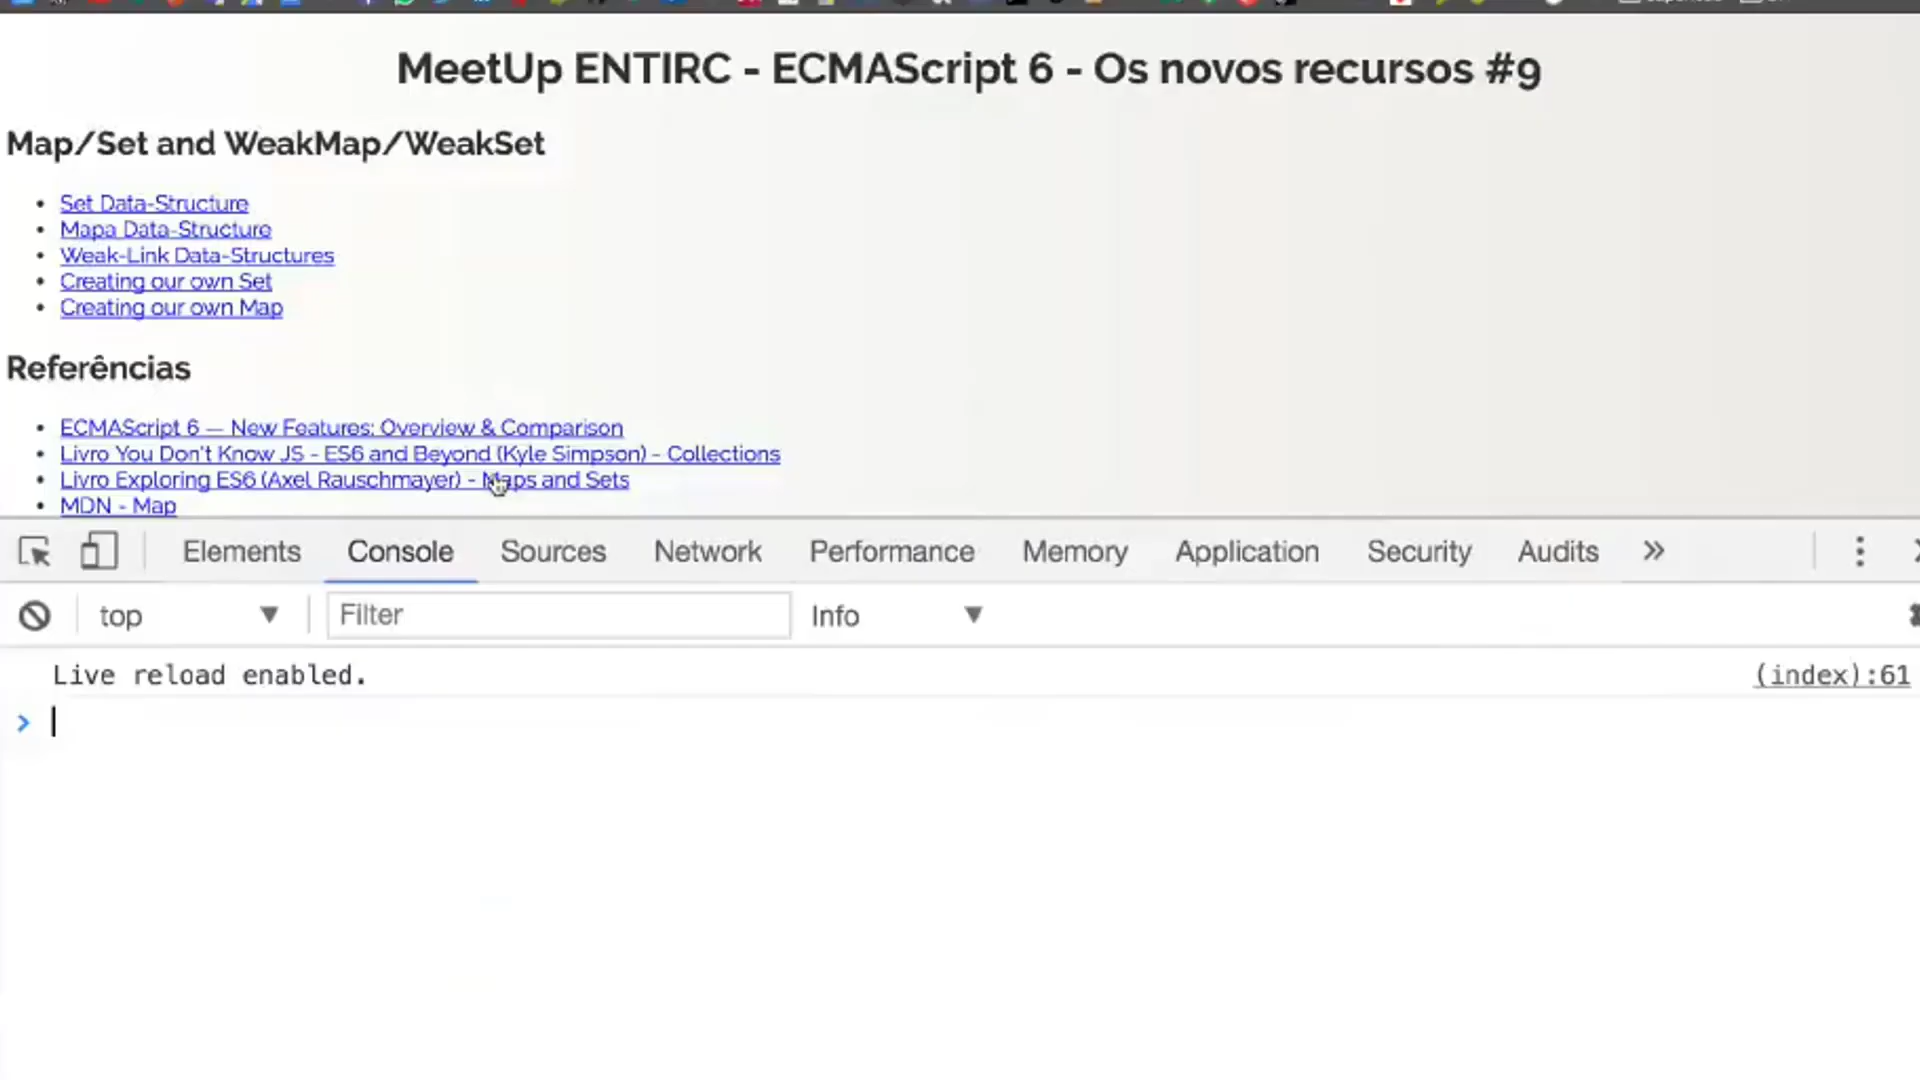 MeetUp ENTIRC - ECMAScript 6 - Os novos recursos #9
Map/Set and WeakMap/WeakSet
Set Data-Structure
Mapa Data-Structure
Weak-Link Data-Structures
Creating our own Set
Creating our own Map
Referências
ECMAScript 6 — New Features: Overview & Comparison
Livro You Don't Know JS - ES6 and Beyond (Kyle Simpson) - Collections
Livro Exploring ES6 (Axel Rauschmayer) - Maps and Sets
MDN - Map
Elements Console Sources Network Performance Memory Application Security Audits »
top Filter Info
Live reload enabled. (index):61
>